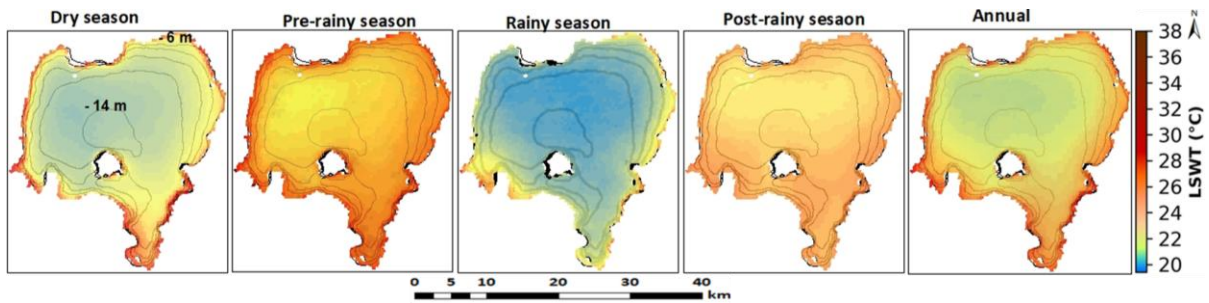 Dry season
Pre-rainy season
Rainy season
Post-rainy sesaon
Annual
- 6 m
- 14 m
N
38
36
34
32
30
28
26
24
22
20
LSWT (°C)
0 5 10 20 30 40
km